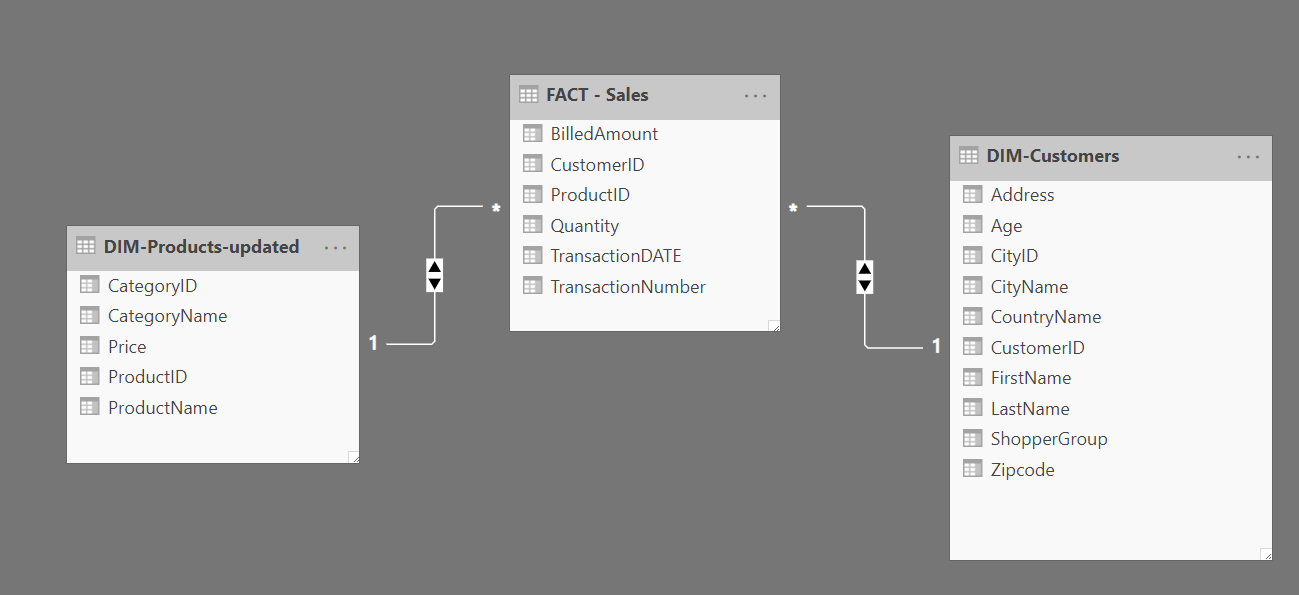 DIM-Products-updated
CategoryID
CategoryName
Price
ProductID
ProductName
1
*
FACT - Sales
BilledAmount
CustomerID
ProductID
Quantity
TransactionDATE
TransactionNumber
*
1
DIM-Customers
Address
Age
CityID
CityName
CountryName
CustomerID
FirstName
LastName
ShopperGroup
Zipcode